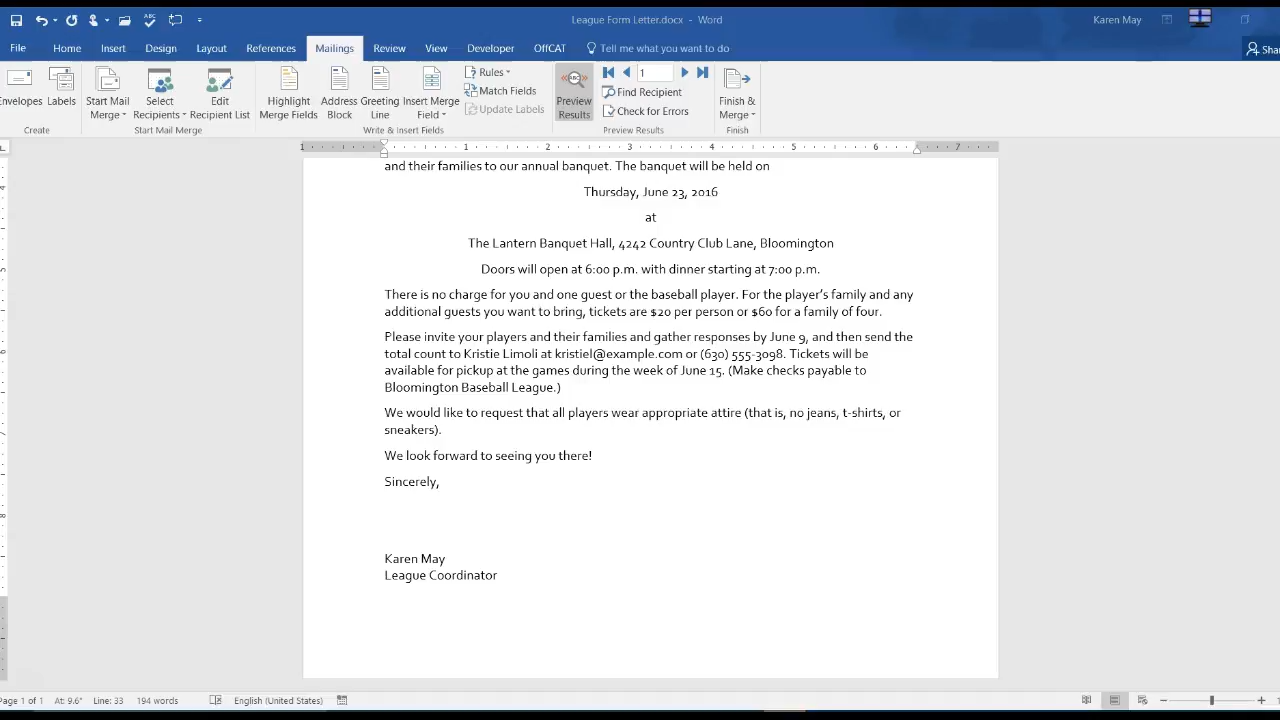 League Form Letter.docx - Word
Karen May
File Home Insert Design Layout References Mailings Review View Developer OffCAT Tell me what you want to do
Envelopes Labels
Start Mail Merge
Select Recipients
Edit Recipient List
Highlight Merge Fields
Address Block
Greeting Line
Insert Merge Field
Rules
Match Fields
Update Labels
ABC
Preview Results
1
Find Recipient
Check for Errors
Finish & Merge
Create Start Mail Merge Write & Insert Fields Preview Results Finish
1 1 2 3 4 5 6 7
and their families to our annual banquet. The banquet will be held on
Thursday, June 23, 2016
at
The Lantern Banquet Hall, 4242 Country Club Lane, Bloomington
Doors will open at 6:00 p.m. with dinner starting at 7:00 p.m.
There is no charge for you and one guest or the baseball player. For the player's family and any
additional guests you want to bring, tickets are $20 per person or $60 for a family of four.
Please invite your players and their families and gather responses by June 9, and then send the
total count to Kristie Limoli at kristiel@example.com or (630) 555-3098. Tickets will be
available for pickup at the games during the week of June 15. (Make checks payable to
Bloomington Baseball League.)
We would like to request that all players wear appropriate attire (that is, no jeans, t-shirts, or
sneakers).
We look forward to seeing you there!
Sincerely,
Karen May
League Coordinator
Page 1 of 1 At: 9.6" Line: 33 194 words English (United States)